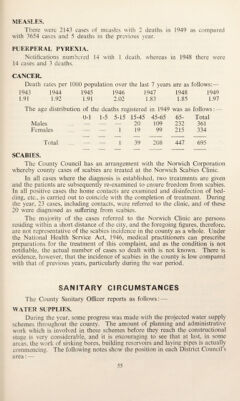 MEASLES.
There were 2143 cases of measles with 2 deaths in 1949 as compared
with 7654 cases and 5 deaths in the previous year.
PUERPERAL PYREXIA.
Notifications numbered 14 with 1 death, whereas in 1948 there were
14 cases and 3 deaths.
CANCER.
Death rates per 1000 population over the last 7 years are as follows:—
1943 1944 1945 1946 1947 1948 1949
1.91 1.92 1.91 2.02 1.83 1.85 1.97
The age distribution of the deaths registered in 1949 was as follows:—
0-1 1-5 5-15 15-45 45-65 65- Total
Males — — — 20 109 232 361
Females — — 1 19 99 215 334
Total — — 1 39 208 447 695
SCABIES.
The County Council has an arrangement with the Norwich Corporation
whereby county cases of scabies are treated at the Norwich Scabies Clinic.
In all cases where the diagnosis is established, two treatments are given
and the patients are subsequently re-examined to ensure freedom from scabies.
In all positive cases the home contacts are examined and disinfection of bed-
ding, etc., is carried out to coincide with the completion of treatment. During
the year, 23 cases, including contacts, were referred to the clinic, and of these
20 were diagnosed as suffering from scabies.
The majority of the cases referred to the Norwich Clinic are persons
residing within a short distance of the city, and the foregoing figures, therefore,
are not representative of the scabies incidence in the county as a whole. Under
the National Health Service Act, 1946, medical practitioners can prescribe
preparations for the treatment of this complaint, and as the condition is not
notifiable, the actual number of cases so dealt with is not known. There is
evidence, however, that the incidence of scabies in the county is low compared
with that of previous years, particularly during the war period.
SANITARY CIRCUMSTANCES
The County Sanitary Officer reports as follows:—
WATER SUPPLIES.
During the year, some progress was made with the projected water supply
schemes throughout the county. The amount of planning and administrative
work which is involved in these schemes before they reach the constructional
stage is very considerable, and it is encouraging to see that at last, in some
areas, the work of sinking bores, building reservoirs and laying pipes is actually
commencing. The following notes show the position in each District Council's
area:—
55